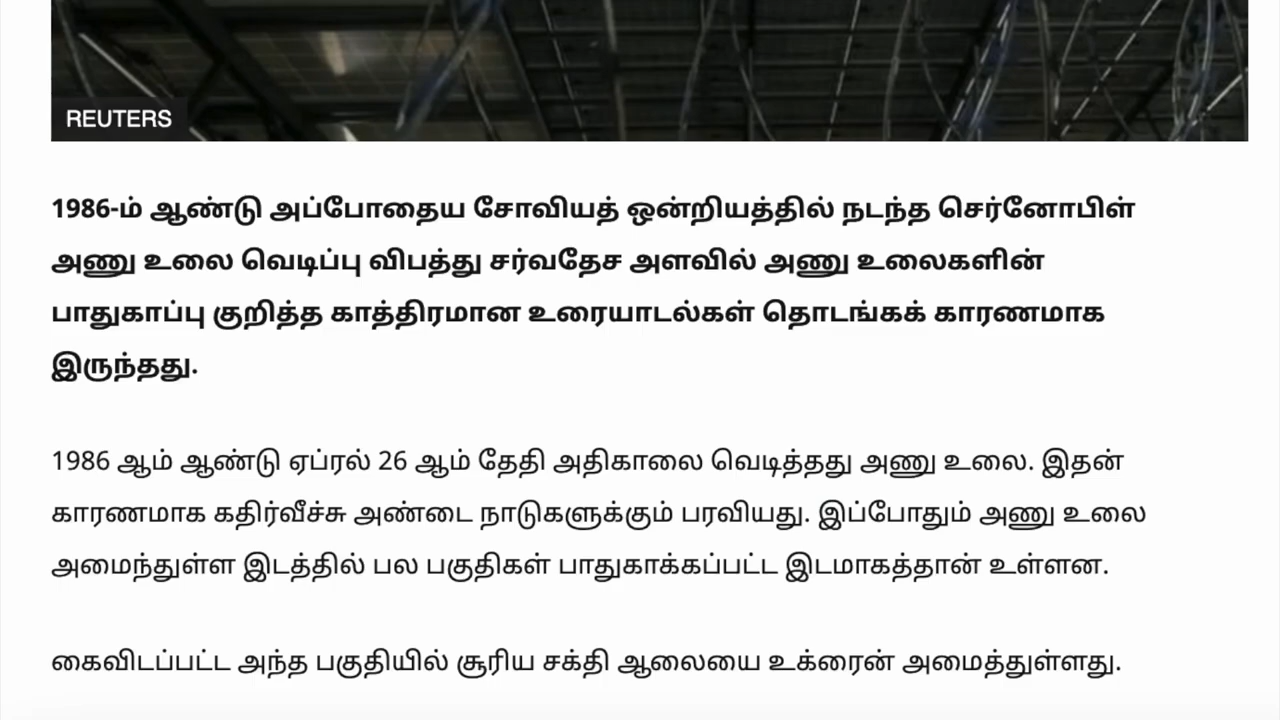 REUTERS
1986-ம் ஆண்டு அப்போதைய சோவியத் ஒன்றியத்தில் நடந்த செர்னோபிள்
அணு உலை வெடிப்பு விபத்து சர்வதேச அளவில் அணு உலைகளின்
பாதுகாப்பு குறித்த காத்திரமான உரையாடல்கள் தொடங்கக் காரணமாக
இருந்தது.
1986 ஆம் ஆண்டு ஏப்ரல் 26 ஆம் தேதி அதிகாலை வெடித்தது அணு உலை. இதன்
காரணமாக கதிர்வீச்சு அண்டை நாடுகளுக்கும் பரவியது. இப்போதும் அணு உலை
அமைந்துள்ள இடத்தில் பல பகுதிகள் பாதுகாக்கப்பட்ட இடமாகத்தான் உள்ளன.
கைவிடப்பட்ட அந்த பகுதியில் சூரிய சக்தி ஆலையை உக்ரைன் அமைத்துள்ளது.